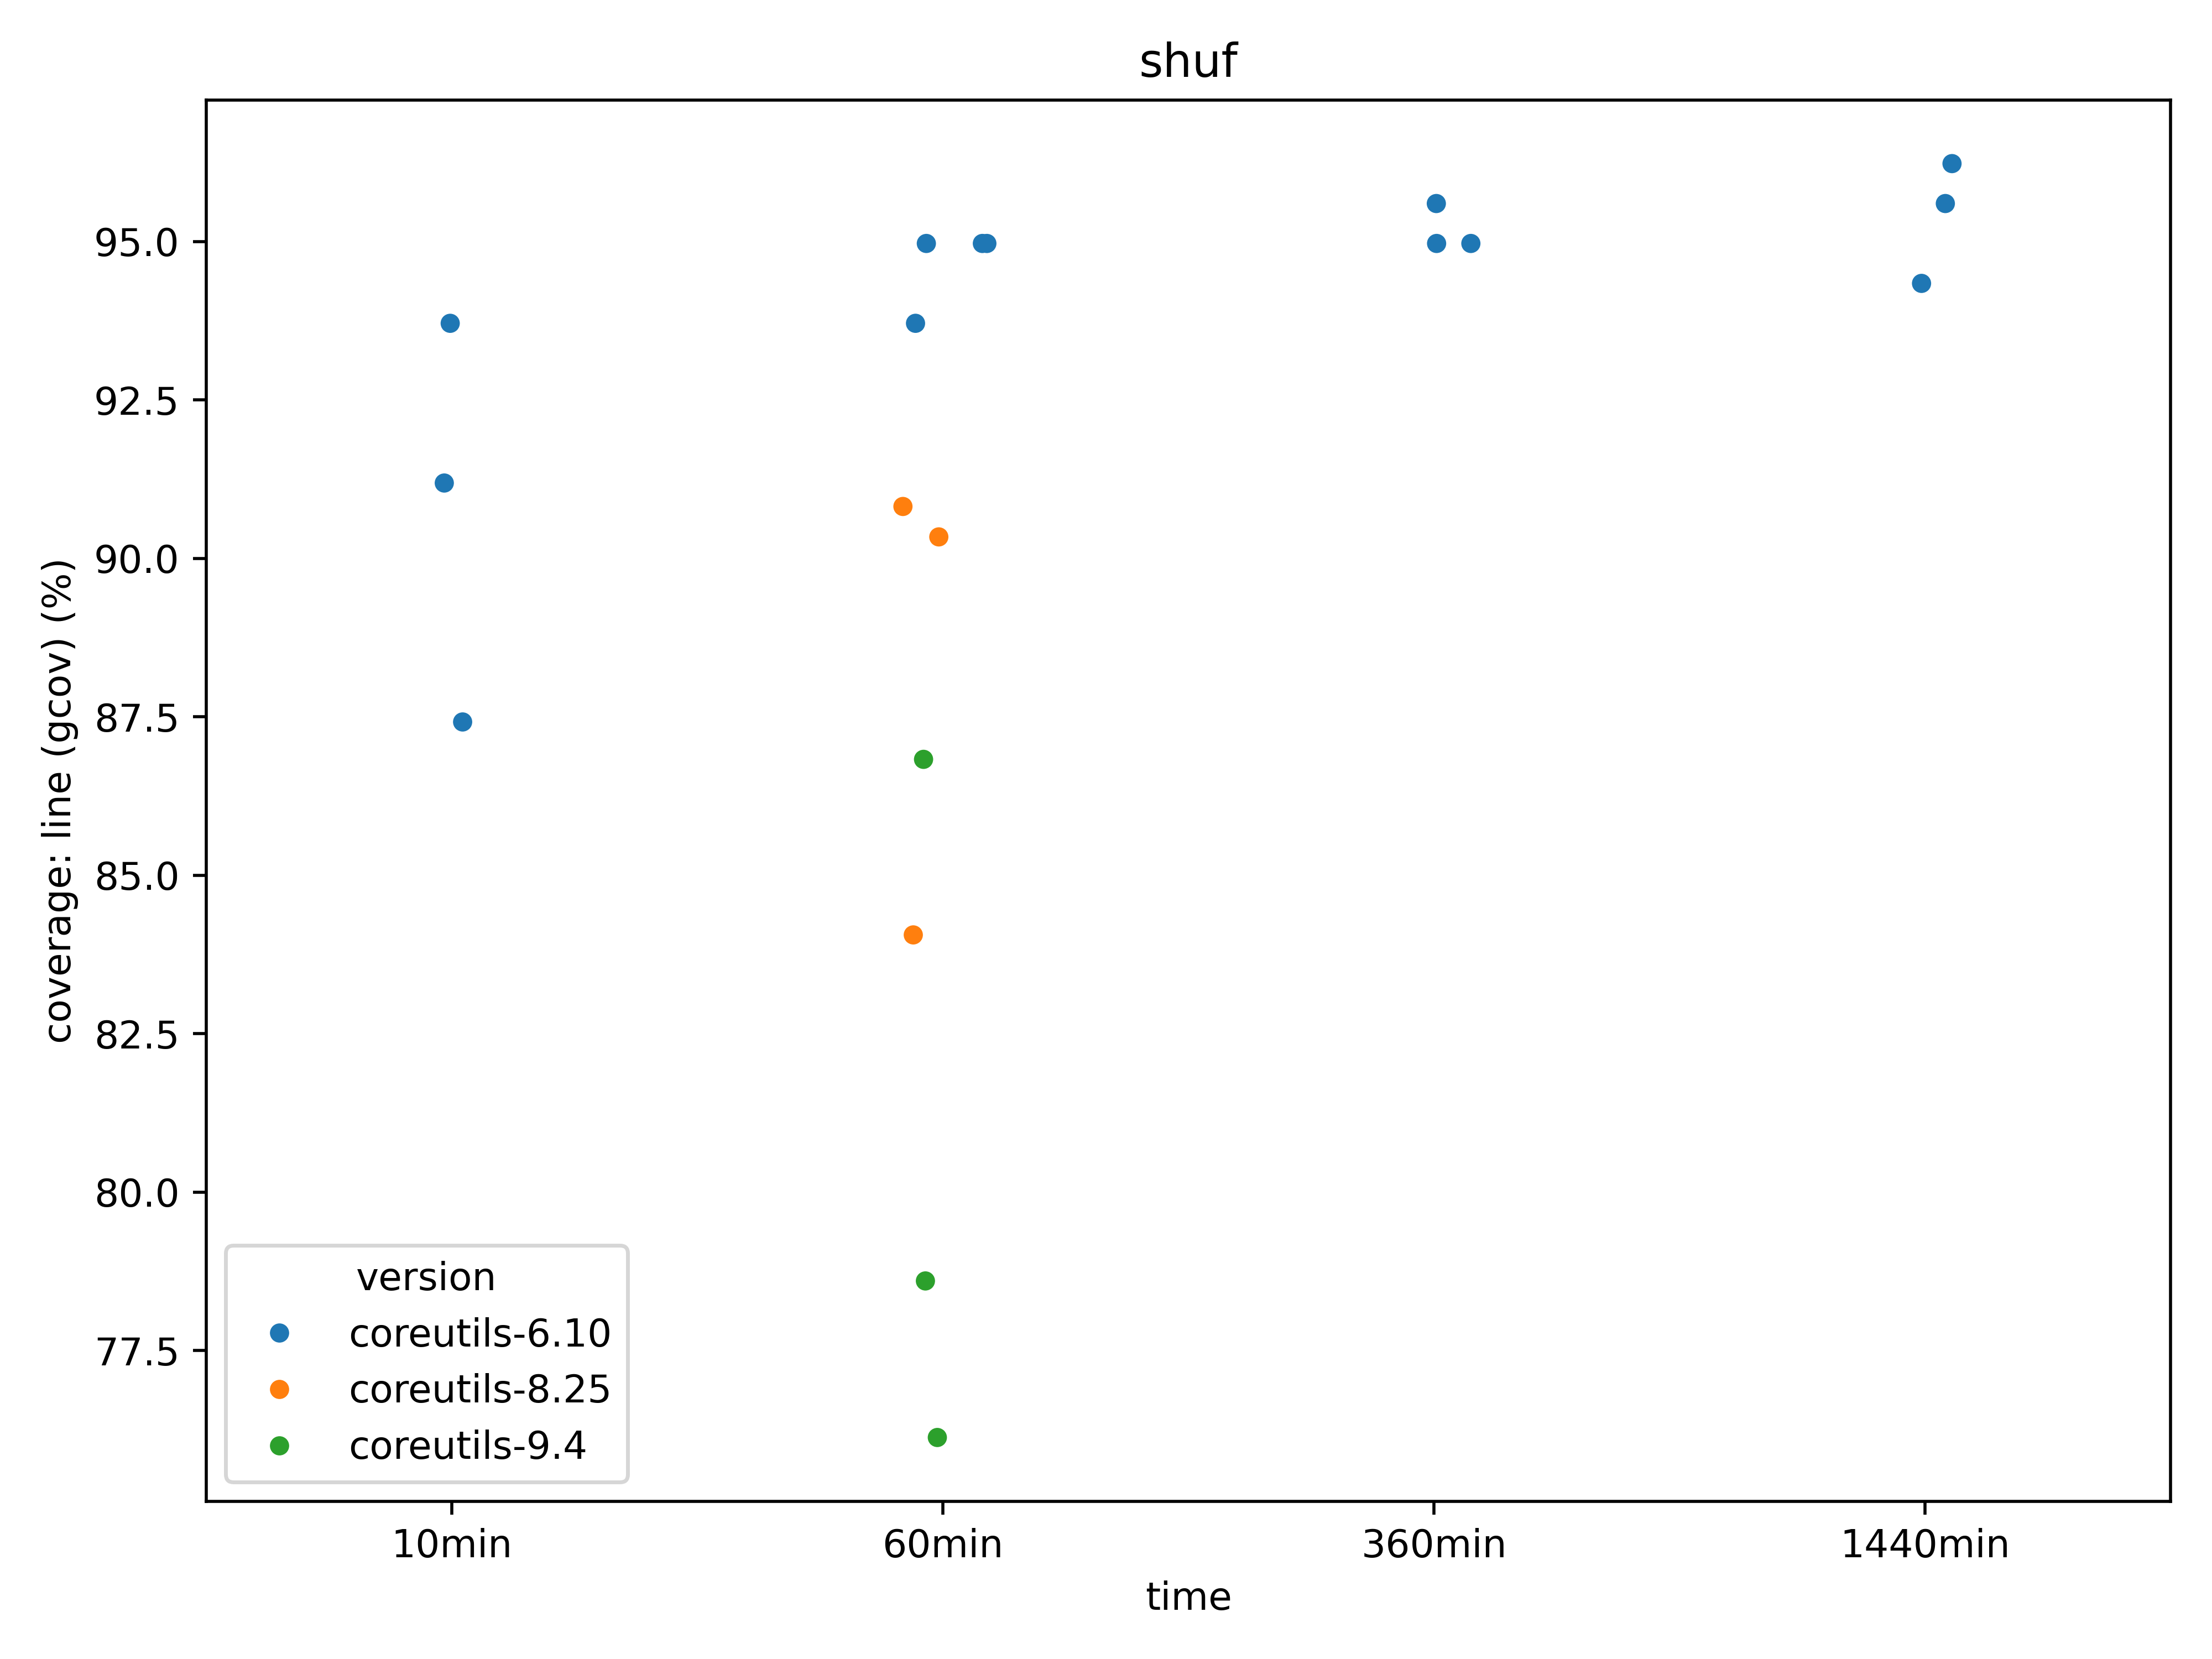 shuf
coverage: line (gcov) (%)
95.0
92.5
90.0
87.5
85.0
82.5
80.0
77.5
version
coreutils-6.10
coreutils-8.25
coreutils-9.4
10min
60min
360min
1440min
time